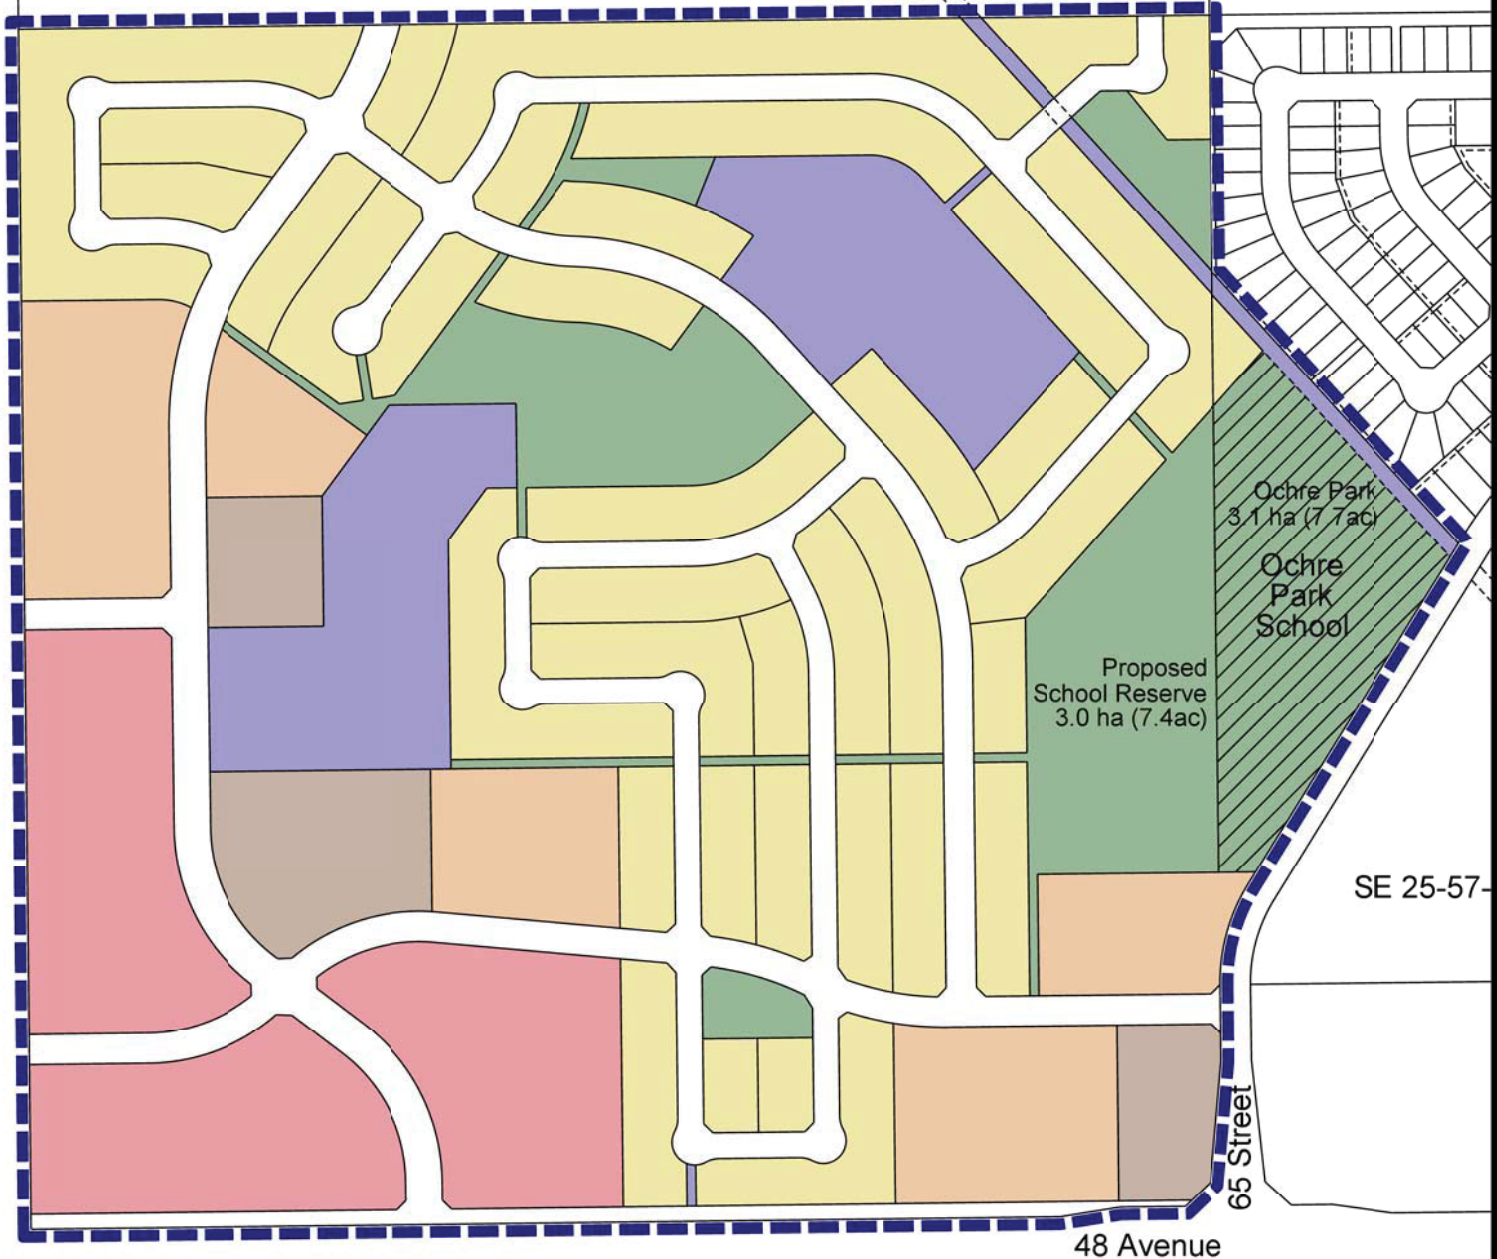 Ochre Park
3.1 ha (7.7ac)
Ochre
Park
School
Proposed
School Reserve
3.0 ha (7.4ac)
SE 25-57-
65 Street
48 Avenue